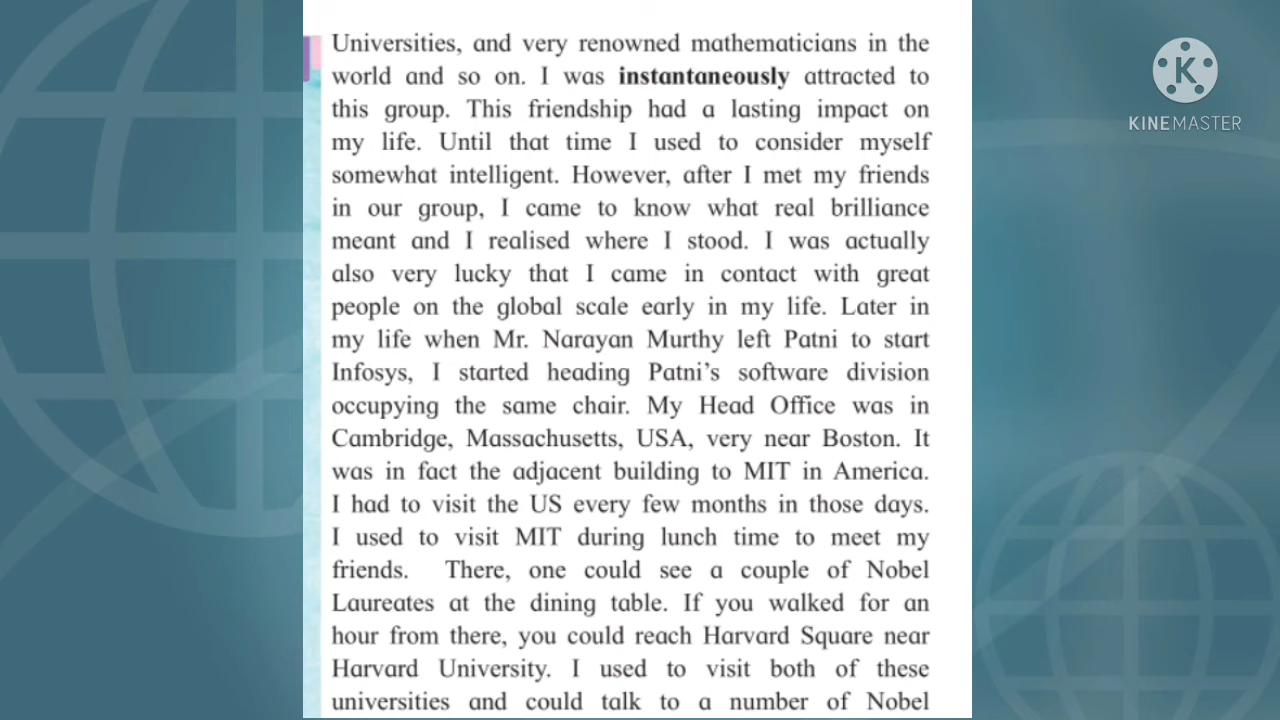 Universities, and very renowned mathematicians in the
world and so on. I was instantaneously attracted to
this group. This friendship had a lasting impact on
my life. Until that time I used to consider myself
somewhat intelligent. However, after I met my friends
in our group, I came to know what real brilliance
meant and I realised where I stood. I was actually
also very lucky that I came in contact with great
people on the global scale early in my life. Later in
my life when Mr. Narayan Murthy left Patni to start
Infosys, I started heading Patni's software division
occupying the same chair. My Head Office was in
Cambridge, Massachusetts, USA, very near Boston. It
was in fact the adjacent building to MIT in America.
I had to visit the US every few months in those days.
I used to visit MIT during lunch time to meet my
friends. There, one could see a couple of Nobel
Laureates at the dining table. If you walked for an
hour from there, you could reach Harvard Square near
Harvard University. I used to visit both of these
universities and could talk to a number of Nobel
K
KINEMASTER